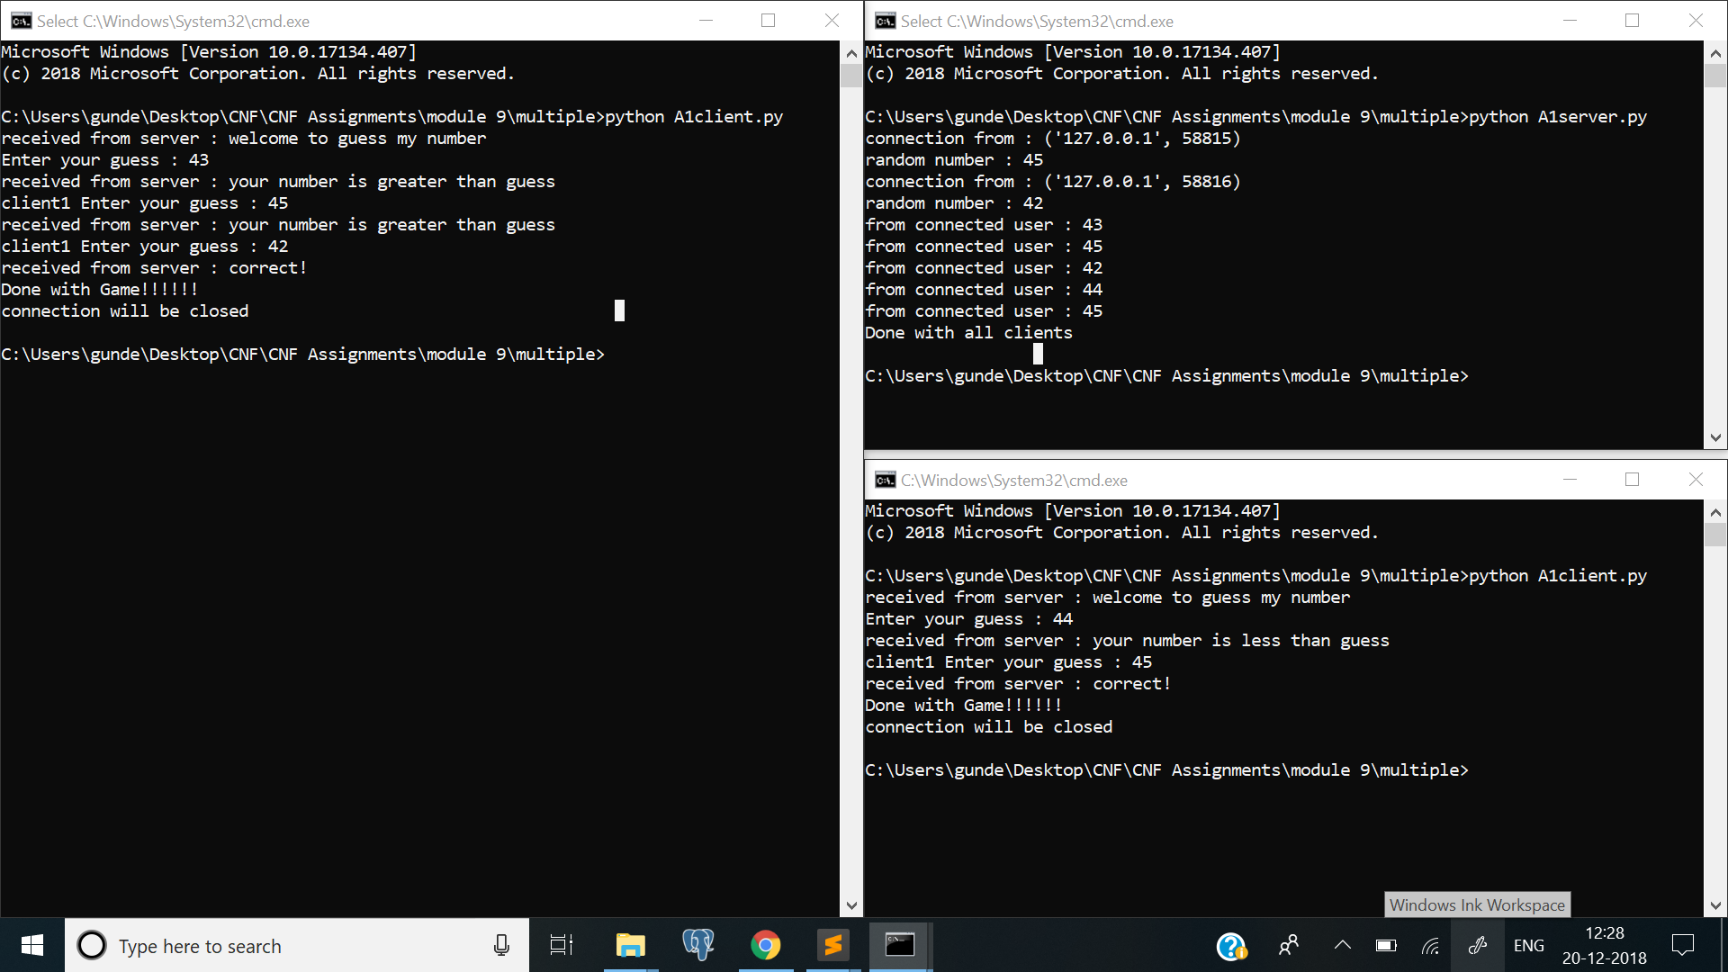 Select C:\Windows\System32\cmd.exe
Microsoft Windows [Version 10.0.17134.407]
(c) 2018 Microsoft Corporation. All rights reserved.
C:\Users\gunde\Desktop\CNF\CNF Assignments\module 9\multiple>python A1client.py
received from server : welcome to guess my number
Enter your guess : 43
received from server : your number is greater than guess
client1 Enter your guess : 45
received from server : your number is greater than guess
client1 Enter your guess : 42
received from server : correct!
Done with Game!!!!!!
connection will be closed
C:\Users\gunde\Desktop\CNF\CNF Assignments\module 9\multiple>
Select C:\Windows\System32\cmd.exe
Microsoft Windows [Version 10.0.17134.407]
(c) 2018 Microsoft Corporation. All rights reserved.
C:\Users\gunde\Desktop\CNF\CNF Assignments\module 9\multiple>python A1server.py
connection from : ('127.0.0.1', 58815)
random number : 45
connection from : ('127.0.0.1', 58816)
random number : 42
from connected user : 43
from connected user : 45
from connected user : 42
from connected user : 44
from connected user : 45
Done with all clients
C:\Users\gunde\Desktop\CNF\CNF Assignments\module 9\multiple>
C:\Windows\System32\cmd.exe
Microsoft Windows [Version 10.0.17134.407]
(c) 2018 Microsoft Corporation. All rights reserved.
C:\Users\gunde\Desktop\CNF\CNF Assignments\module 9\multiple>python A1client.py
received from server : welcome to guess my number
Enter your guess : 44
received from server : your number is less than guess
client1 Enter your guess : 45
received from server : correct!
Done with Game!!!!!!
connection will be closed
C:\Users\gunde\Desktop\CNF\CNF Assignments\module 9\multiple>
Windows Ink Workspace
Type here to search
ENG
12:28
20-12-2018